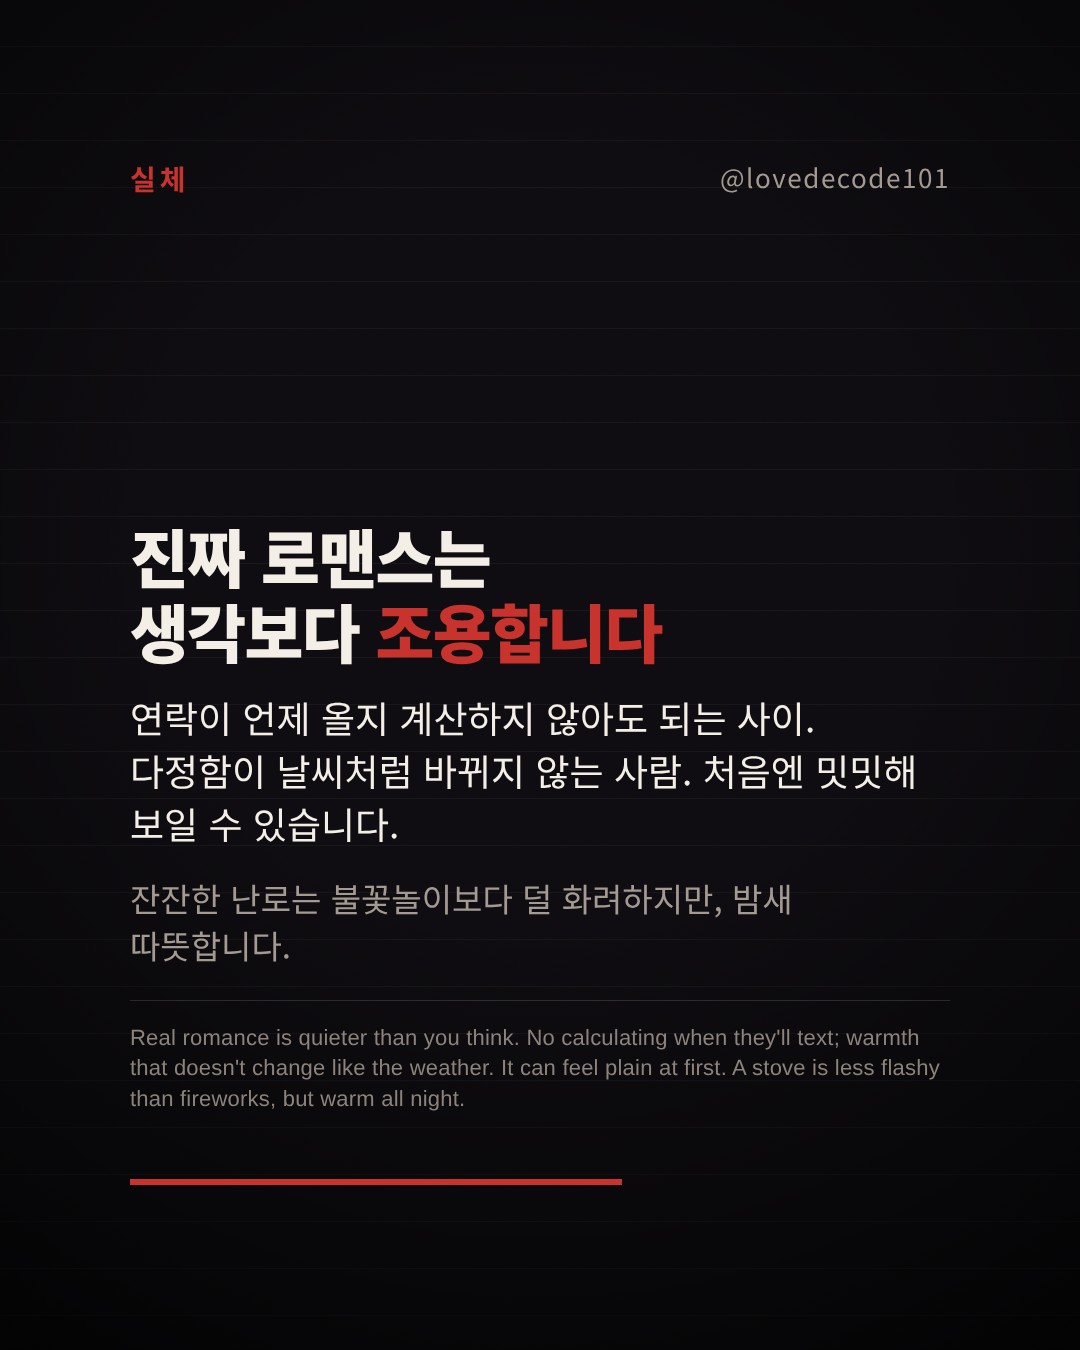 실체
@lovedecode101
진짜 로맨스는
생각보다 조용합니다
연락이 언제 올지 계산하지 않아도 되는 사이.
다정함이 날씨처럼 바뀌지 않는 사람. 처음엔 밋밋해
보일 수 있습니다.
잔잔한 난로는 불꽃놀이보다 덜 화려하지만, 밤새
따뜻합니다.
Real romance is quieter than you think. No calculating when they'll text; warmth
that doesn't change like the weather. It can feel plain at first. A stove is less flashy
than fireworks, but warm all night.